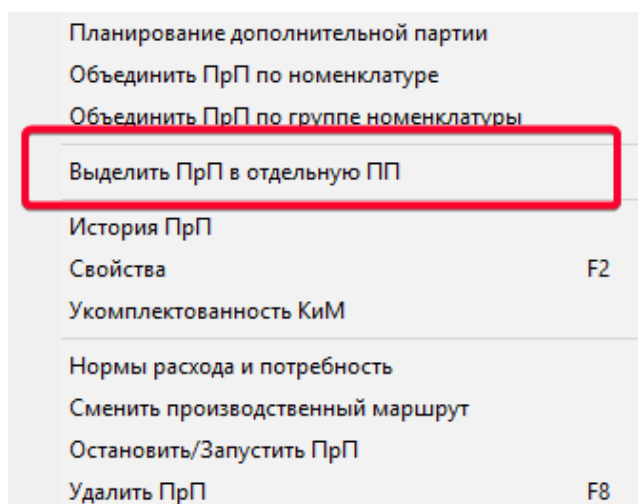 Планирование дополнительной партии
Объединить ПрП по номенклатуре
Объединить ПрП по группе номенклатуры
Выделить ПрП в отдельную ПП
История ПрП
Свойства F2
Укомплектованность КиМ
Нормы расхода и потребность
Сменить производственный маршрут
Остановить/Запустить ПрП
Удалить ПрП F8